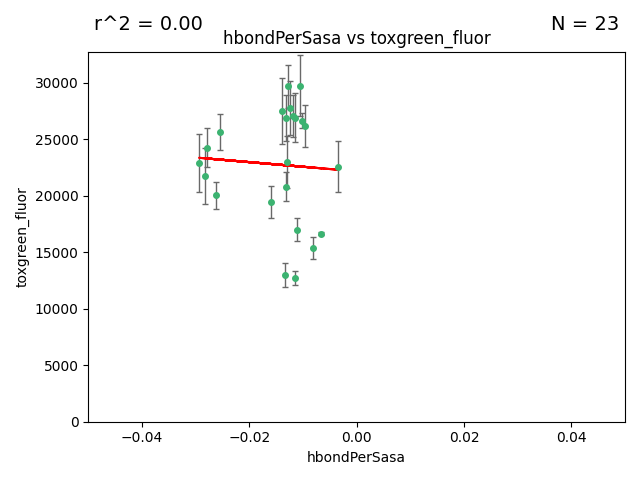 r^2 = 0.00
N = 23
hbondPerSasa vs toxgreen_fluor
30000
25000
20000
15000
10000
5000
0
toxgreen_fluor
−0.04
−0.02
0.00
0.02
0.04
hbondPerSasa